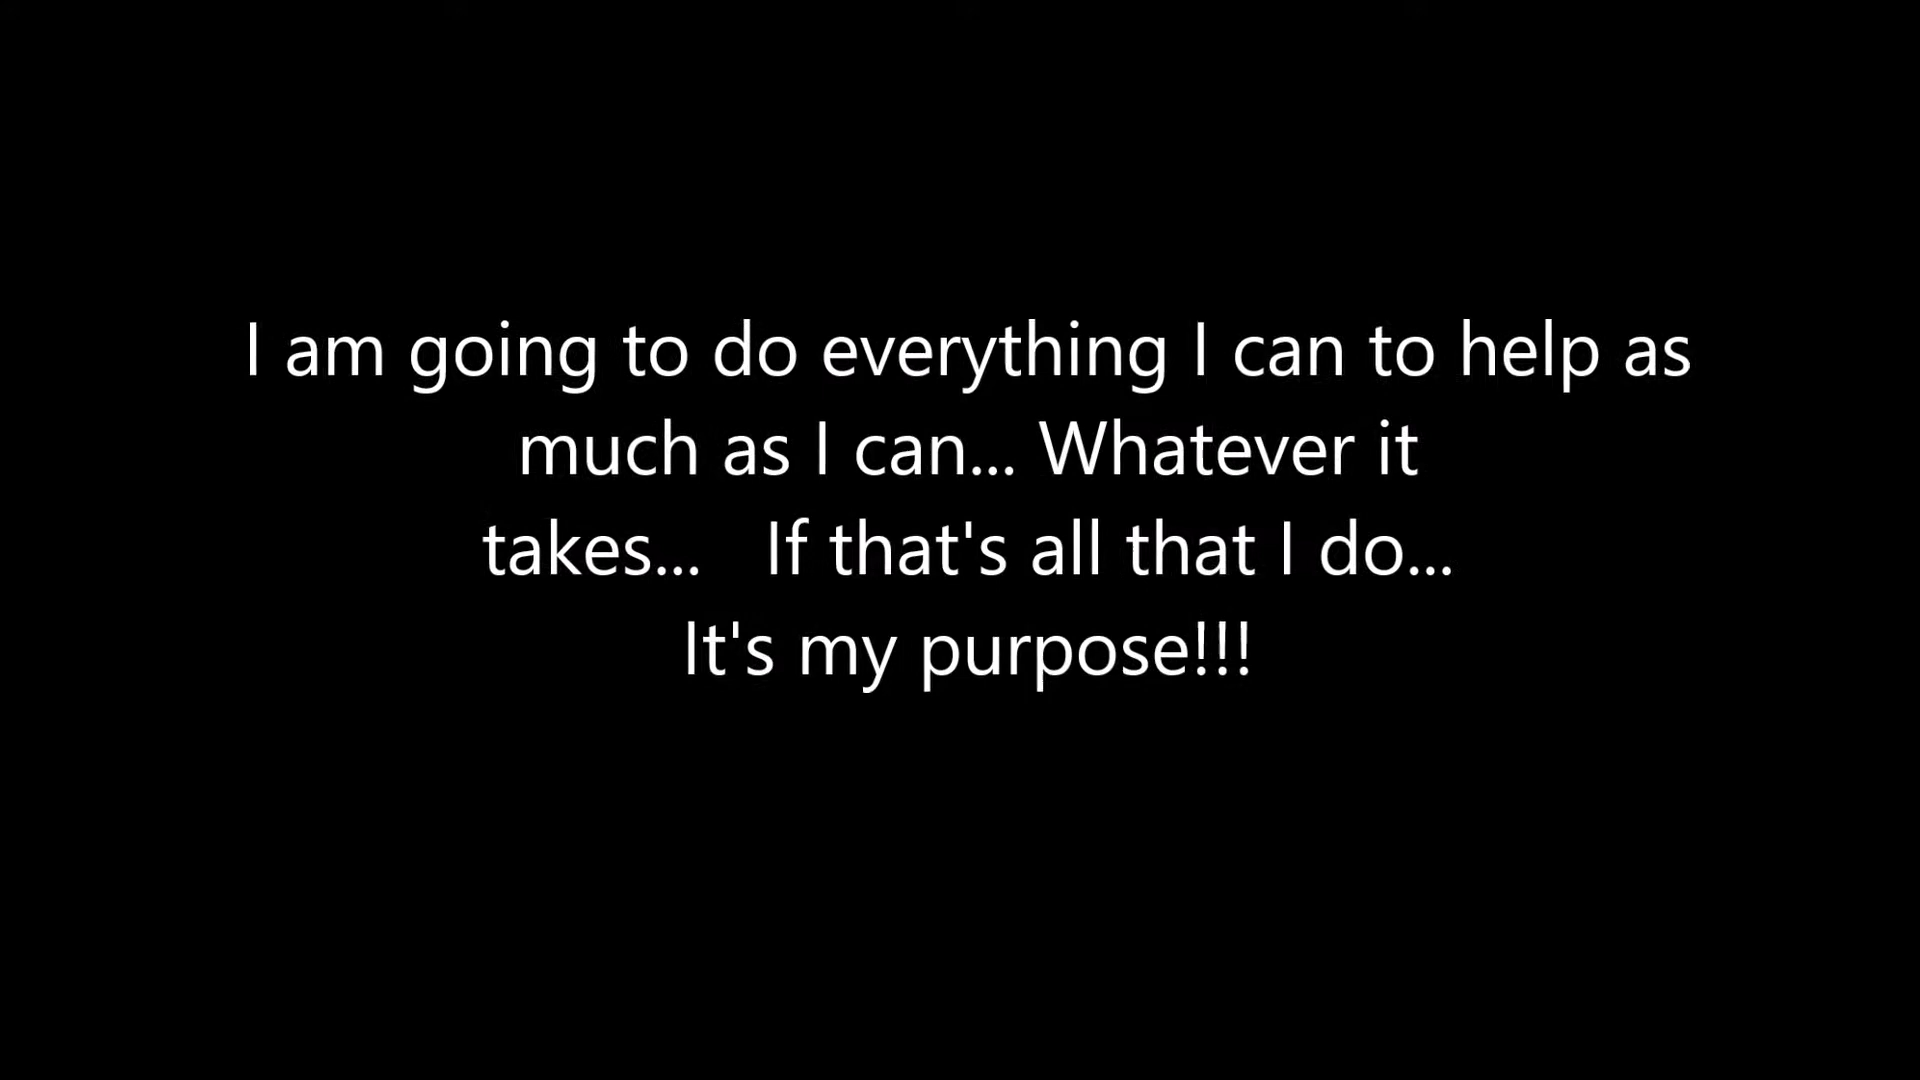 I am going to do everything I can to help as
much as I can... Whatever it
takes...   If that's all that I do...
It's my purpose!!!